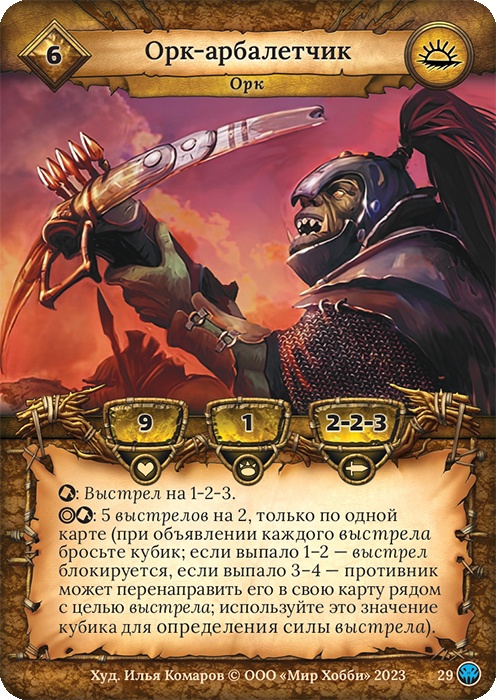 6
Орк-арбалетчик
Орк
9
1
2-2-3
: Выстрел на 1-2-3.
: 5 выстрелов на 2, только по одной
карте (при объявлении каждого выстрела
бросьте кубик; если выпало 1–2 — выстрел
блокируется, если выпало 3–4 — противник
может перенаправить его в свою карту рядом
с целью выстрела; используйте это значение
кубика для определения силы выстрела).
Худ. Илья Комаров © ООО «Мир Хобби» 2023
29